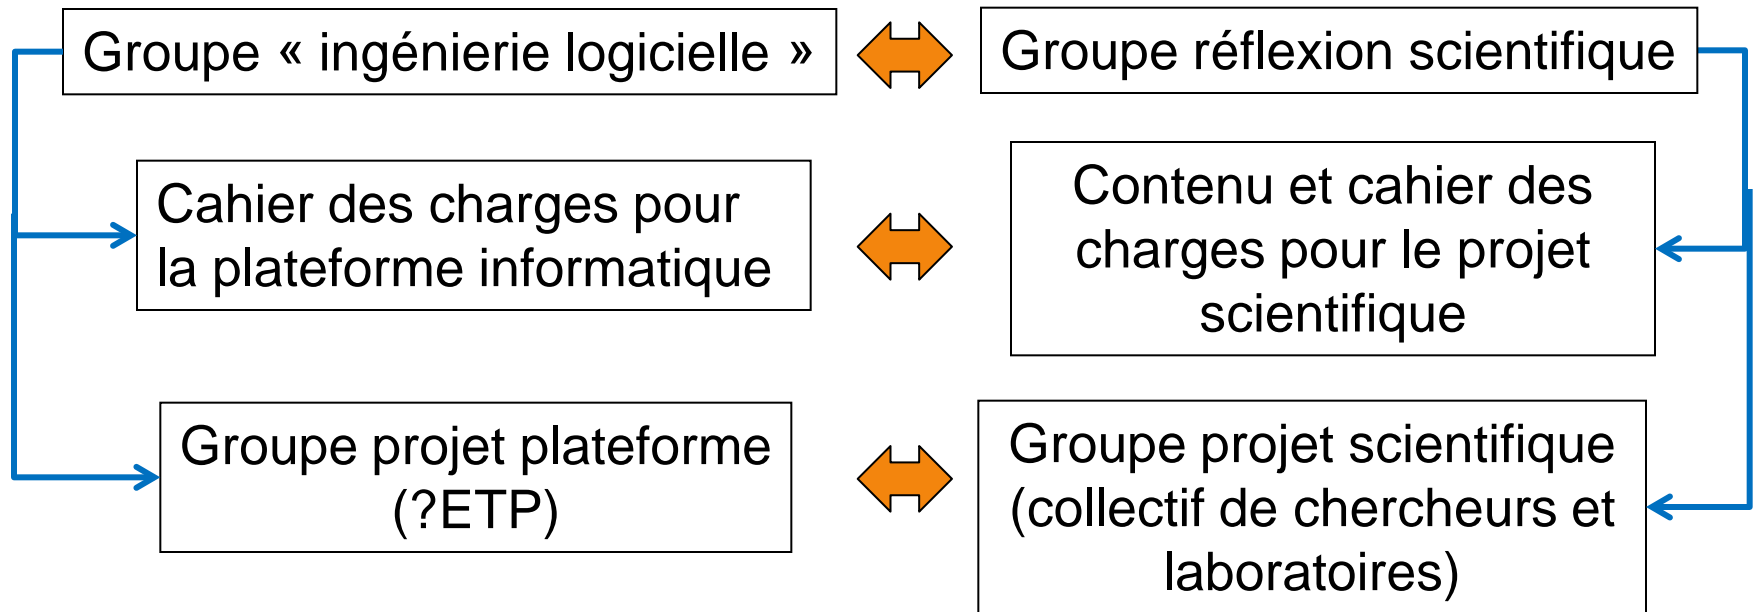 Groupe « ingénierie logicielle »
Groupe réflexion scientifique
Cahier des charges pour
la plateforme informatique
Contenu et cahier des
charges pour le projet
scientifique
Groupe projet plateforme
(?ETP)
Groupe projet scientifique
(collectif de chercheurs et
laboratoires)